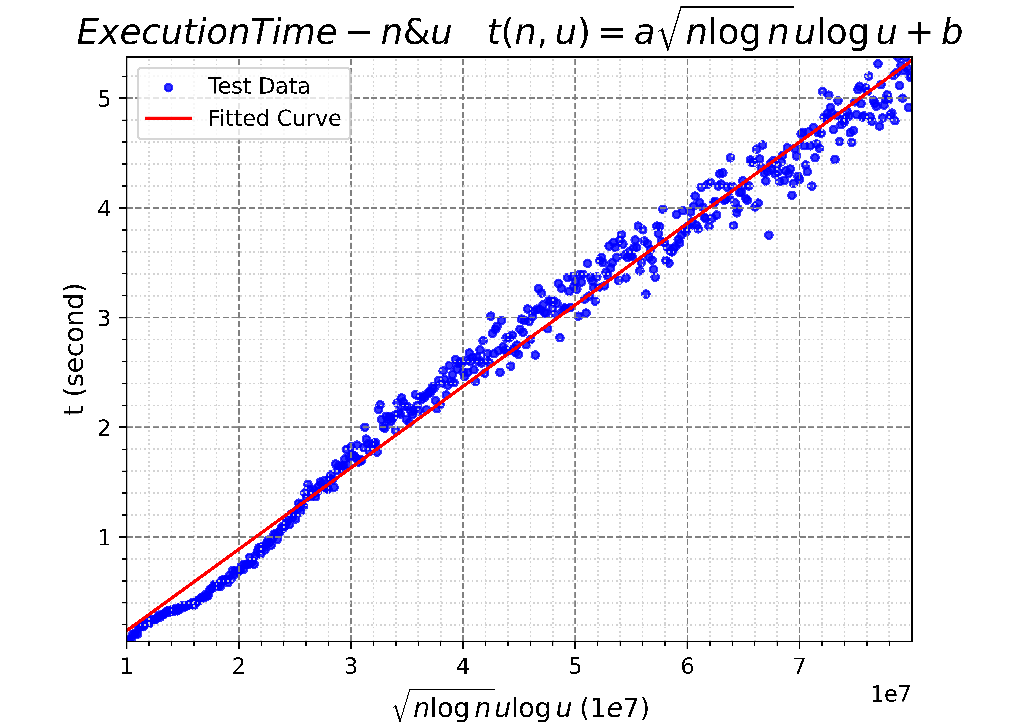 ExecutionTime − n&u   t(n, u) = a√(n log n) u log u + b
Test Data
Fitted Curve
5
4
3
2
1
t (second)
1 2 3 4 5 6 7
1e7
√(n log n) u log u (1e7)